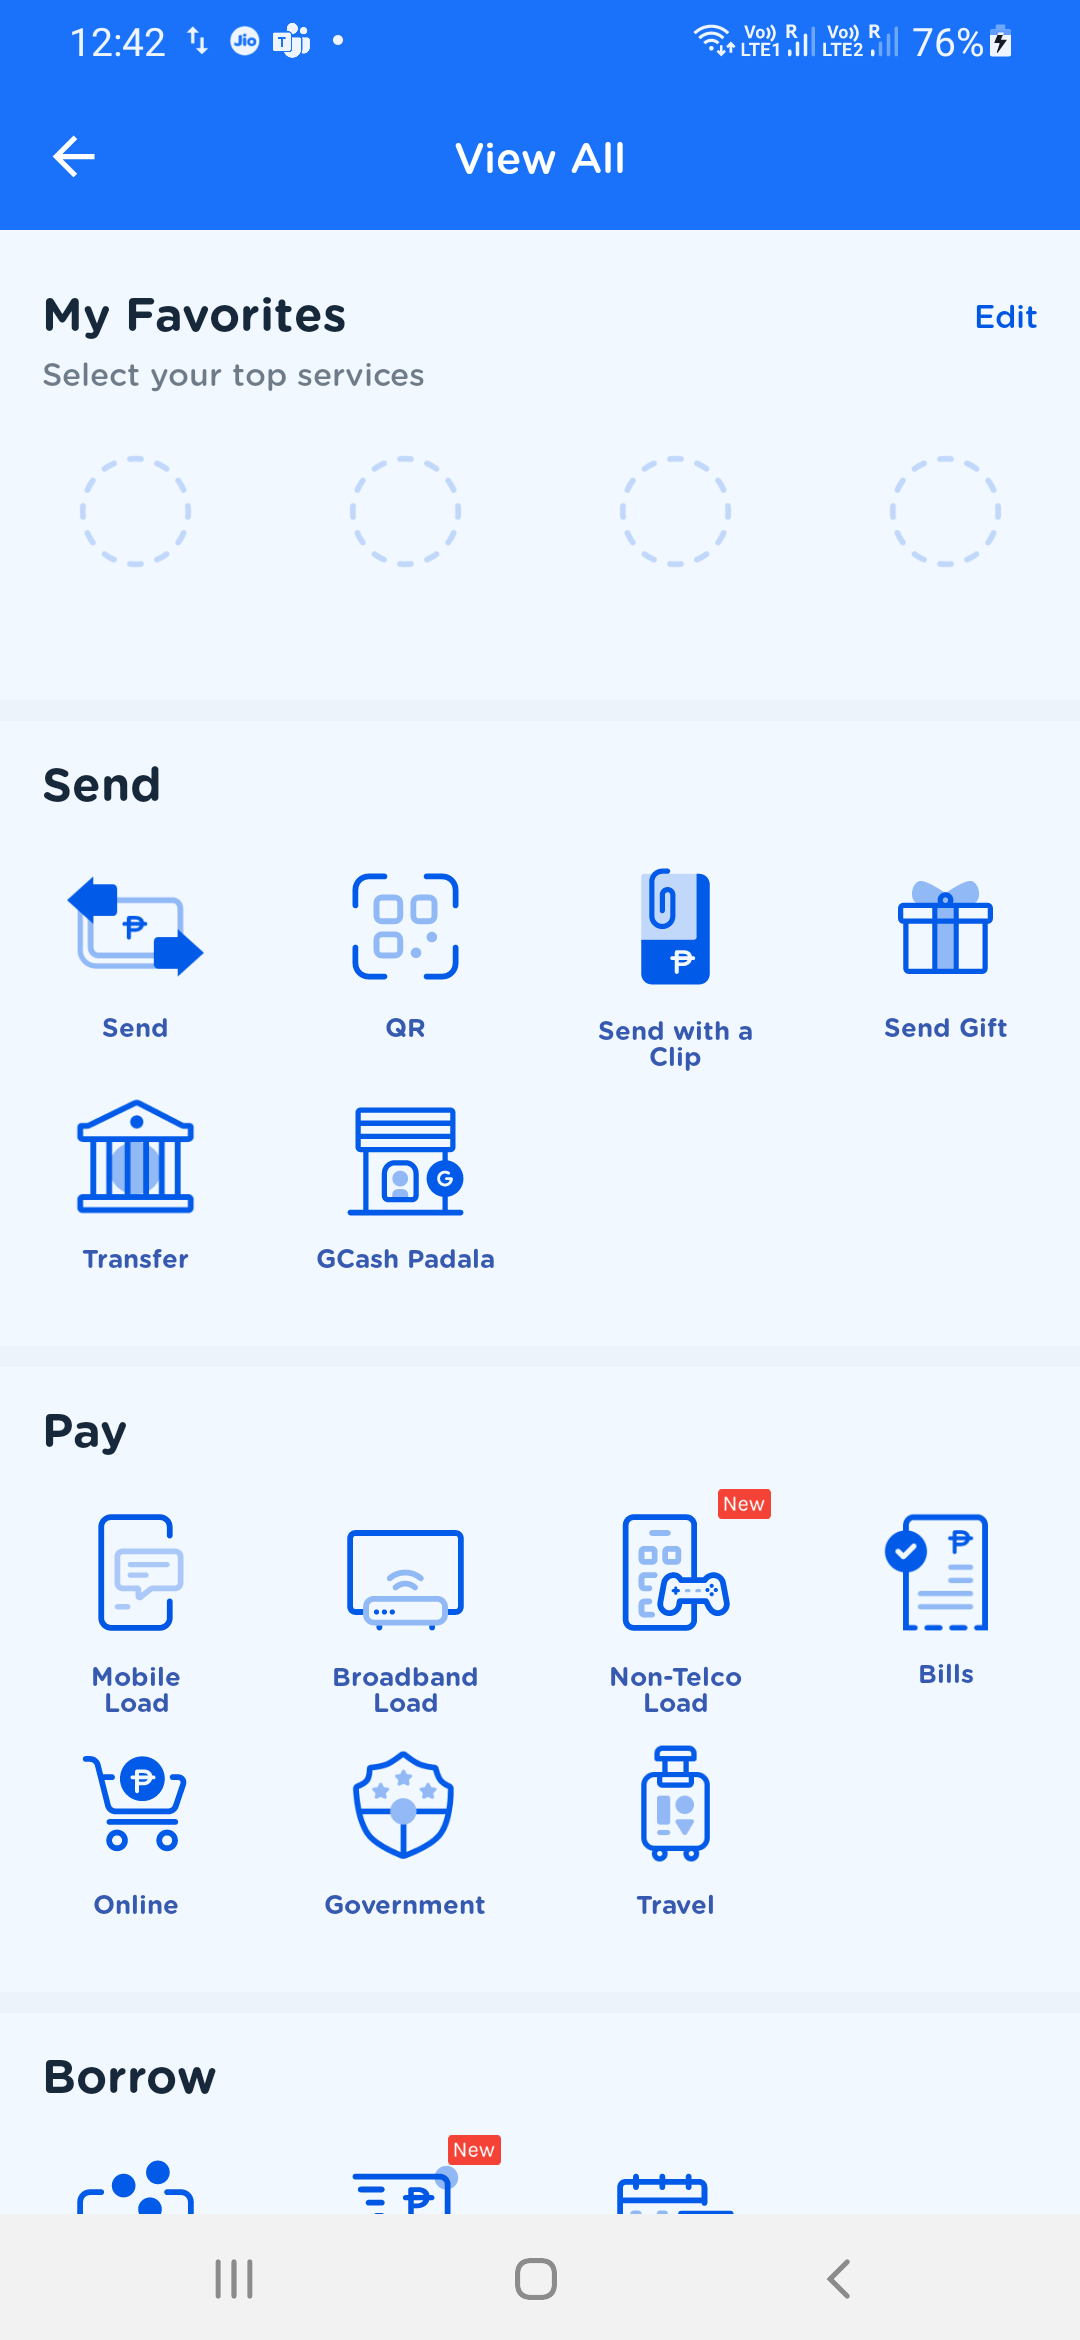 12:42
Jio
T
Vo)) R
LTE1
Vo)) R
LTE2
76%
View All
My Favorites
Edit
Select your top services
Send
₱
₱
Send
QR
Send with a
Clip
Send Gift
G
Transfer
GCash Padala
Pay
New
₱
Mobile
Load
Broadband
Load
Non-Telco
Load
Bills
₱
Online
Government
Travel
Borrow
New
₱